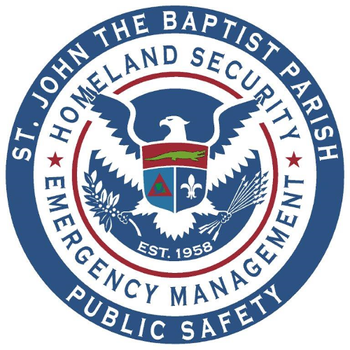 ST. JOHN THE BAPTIST PARISH
HOMELAND SECURITY
EST. 1958
EMERGENCY MANAGEMENT
PUBLIC SAFETY